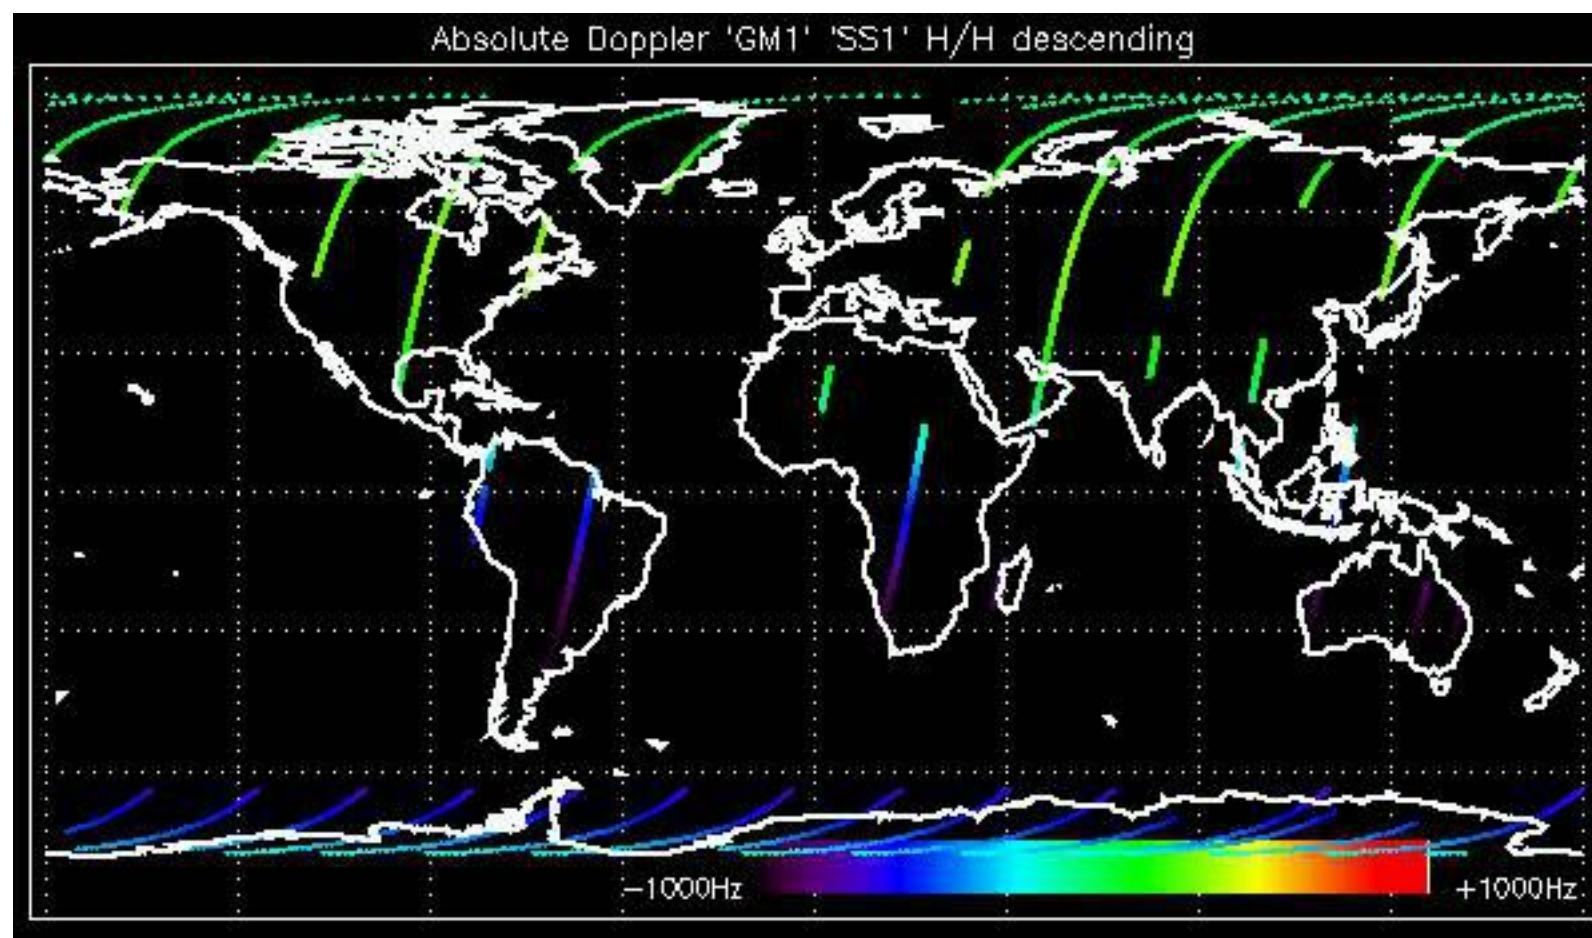 Absolute Doppler 'GM1' 'SS1' H/H descending
−1000Hz
+1000Hz